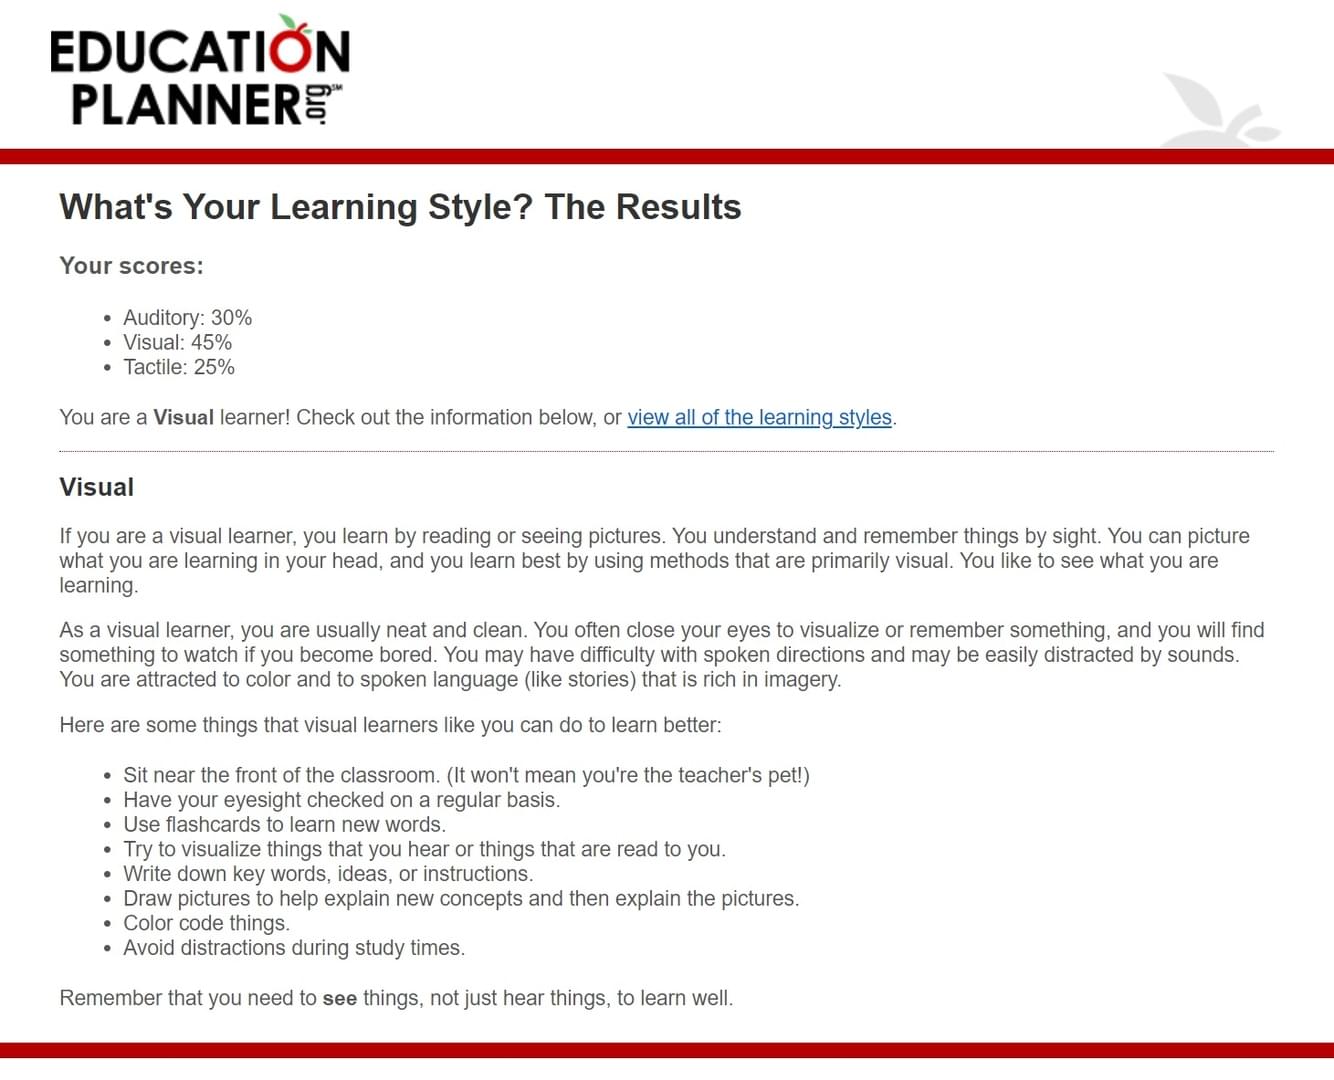 EDUCATION
PLANNER.org℠
What's Your Learning Style? The Results
Your scores:
• Auditory: 30%
• Visual: 45%
• Tactile: 25%
You are a Visual learner! Check out the information below, or view all of the learning styles.
Visual
If you are a visual learner, you learn by reading or seeing pictures. You understand and remember things by sight. You can picture
what you are learning in your head, and you learn best by using methods that are primarily visual. You like to see what you are
learning.
As a visual learner, you are usually neat and clean. You often close your eyes to visualize or remember something, and you will find
something to watch if you become bored. You may have difficulty with spoken directions and may be easily distracted by sounds.
You are attracted to color and to spoken language (like stories) that is rich in imagery.
Here are some things that visual learners like you can do to learn better:
• Sit near the front of the classroom. (It won't mean you're the teacher's pet!)
• Have your eyesight checked on a regular basis.
• Use flashcards to learn new words.
• Try to visualize things that you hear or things that are read to you.
• Write down key words, ideas, or instructions.
• Draw pictures to help explain new concepts and then explain the pictures.
• Color code things.
• Avoid distractions during study times.
Remember that you need to see things, not just hear things, to learn well.